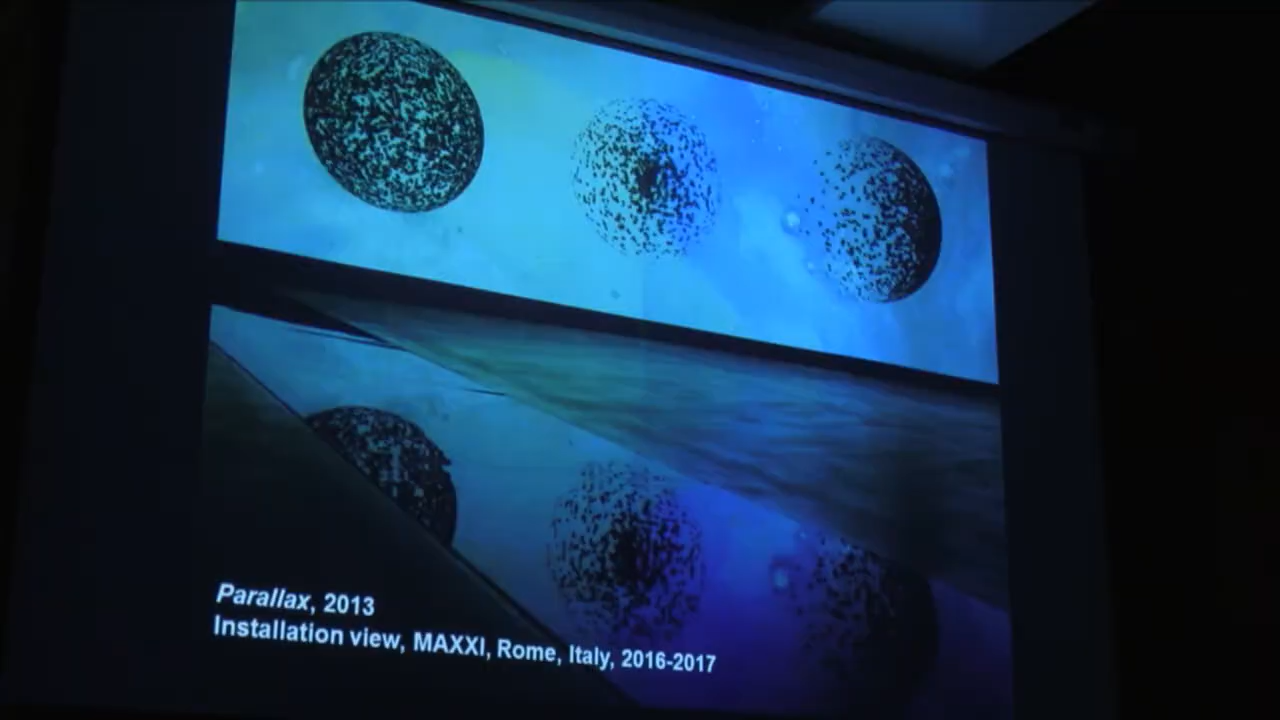 Parallax, 2013
Installation view, MAXXI, Rome, Italy, 2016-2017